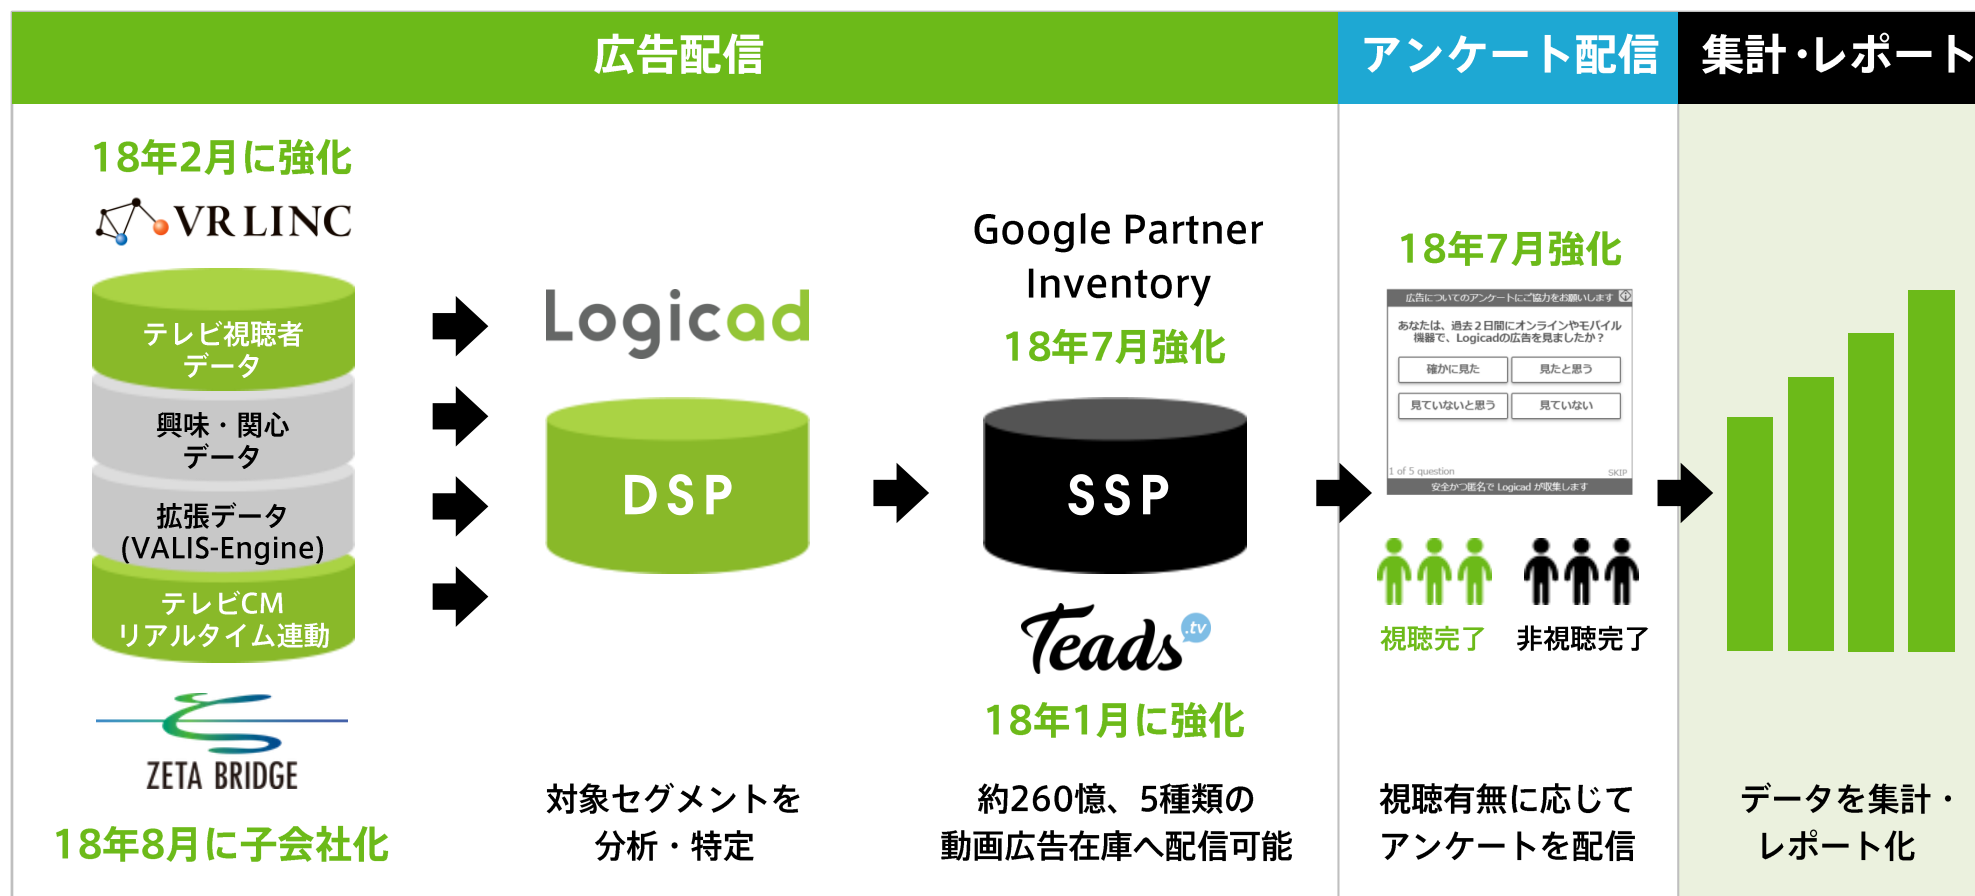 広告配信
アンケート配信
集計・レポート
18年2月に強化
VR LINC
テレビ視聴者
データ
興味・関心
データ
拡張データ
(VALIS-Engine)
テレビCM
リアルタイム連動
ZETA BRIDGE
18年8月に子会社化
Logicad
DSP
対象セグメントを
分析・特定
Google Partner
Inventory
18年7月強化
SSP
Teads.tv
18年1月に強化
約260憶、5種類の
動画広告在庫へ配信可能
18年7月強化
広告についてのアンケートにご協力をお願いします
あなたは、過去2日間にオンラインやモバイル
機器で、Logicadの広告を見ましたか？
確かに見た
見たと思う
見ていないと思う
見ていない
1 of 5 question
SKIP
安全かつ匿名で Logicad が収集します
視聴完了
非視聴完了
視聴有無に応じて
アンケートを配信
データを集計・
レポート化